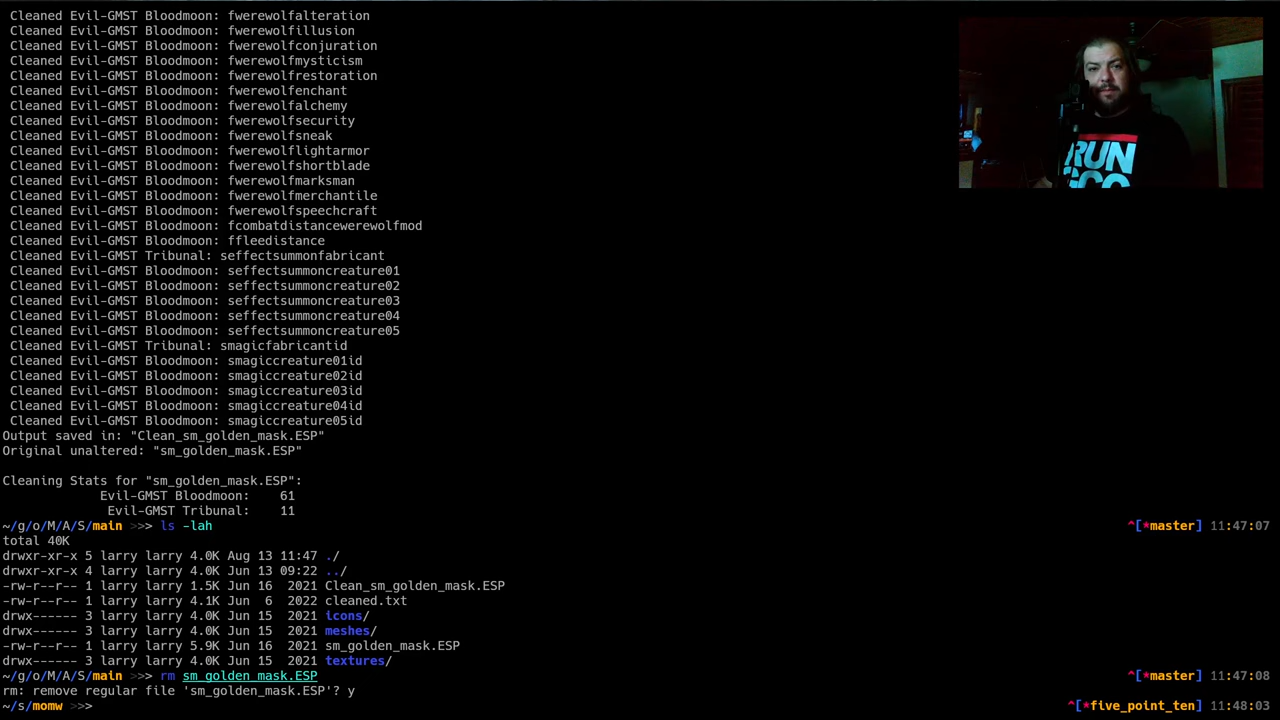 Cleaned Evil-GMST Bloodmoon: fwerewolfalteration
Cleaned Evil-GMST Bloodmoon: fwerewolfillusion
Cleaned Evil-GMST Bloodmoon: fwerewolfconjuration
Cleaned Evil-GMST Bloodmoon: fwerewolfmysticism
Cleaned Evil-GMST Bloodmoon: fwerewolfrestoration
Cleaned Evil-GMST Bloodmoon: fwerewolfenchant
Cleaned Evil-GMST Bloodmoon: fwerewolfalchemy
Cleaned Evil-GMST Bloodmoon: fwerewolfsecurity
Cleaned Evil-GMST Bloodmoon: fwerewolfsneak
Cleaned Evil-GMST Bloodmoon: fwerewolflightarmor
Cleaned Evil-GMST Bloodmoon: fwerewolfshortblade
Cleaned Evil-GMST Bloodmoon: fwerewolfmarksman
Cleaned Evil-GMST Bloodmoon: fwerewolfmerchantile
Cleaned Evil-GMST Bloodmoon: fwerewolfspeechcraft
Cleaned Evil-GMST Bloodmoon: fcombatdistancewerewolfmod
Cleaned Evil-GMST Bloodmoon: ffleedistance
Cleaned Evil-GMST Tribunal: seffectsummonfabricant
Cleaned Evil-GMST Bloodmoon: seffectsummoncreature01
Cleaned Evil-GMST Bloodmoon: seffectsummoncreature02
Cleaned Evil-GMST Bloodmoon: seffectsummoncreature03
Cleaned Evil-GMST Bloodmoon: seffectsummoncreature04
Cleaned Evil-GMST Bloodmoon: seffectsummoncreature05
Cleaned Evil-GMST Tribunal: smagicfabricantid
Cleaned Evil-GMST Bloodmoon: smagiccreature01id
Cleaned Evil-GMST Bloodmoon: smagiccreature02id
Cleaned Evil-GMST Bloodmoon: smagiccreature03id
Cleaned Evil-GMST Bloodmoon: smagiccreature04id
Cleaned Evil-GMST Bloodmoon: smagiccreature05id
Output saved in: "Clean_sm_golden_mask.ESP"
Original unaltered: "sm_golden_mask.ESP"
Cleaning Stats for "sm_golden_mask.ESP":
Evil-GMST Bloodmoon: 61
Evil-GMST Tribunal: 11
~/g/o/M/A/S/main >>> ls -lah ^[*master] 11:47:07
total 40K
drwxr-xr-x 5 larry larry 4.0K Aug 13 11:47 ./
drwxr-xr-x 4 larry larry 4.0K Jun 13 09:22 ../
-rw-r--r-- 1 larry larry 1.5K Jun 16 2021 Clean_sm_golden_mask.ESP
-rw-r--r-- 1 larry larry 4.1K Jun 6 2022 cleaned.txt
drwx------ 3 larry larry 4.0K Jun 15 2021 icons/
drwx------ 3 larry larry 4.0K Jun 15 2021 meshes/
-rw-r--r-- 1 larry larry 5.9K Jun 16 2021 sm_golden_mask.ESP
drwx------ 3 larry larry 4.0K Jun 15 2021 textures/
~/g/o/M/A/S/main >>> rm sm_golden_mask.ESP ^[*master] 11:47:08
rm: remove regular file 'sm_golden_mask.ESP'? y
~/s/momw >>> ^[*five_point_ten] 11:48:03
RUN
GCC